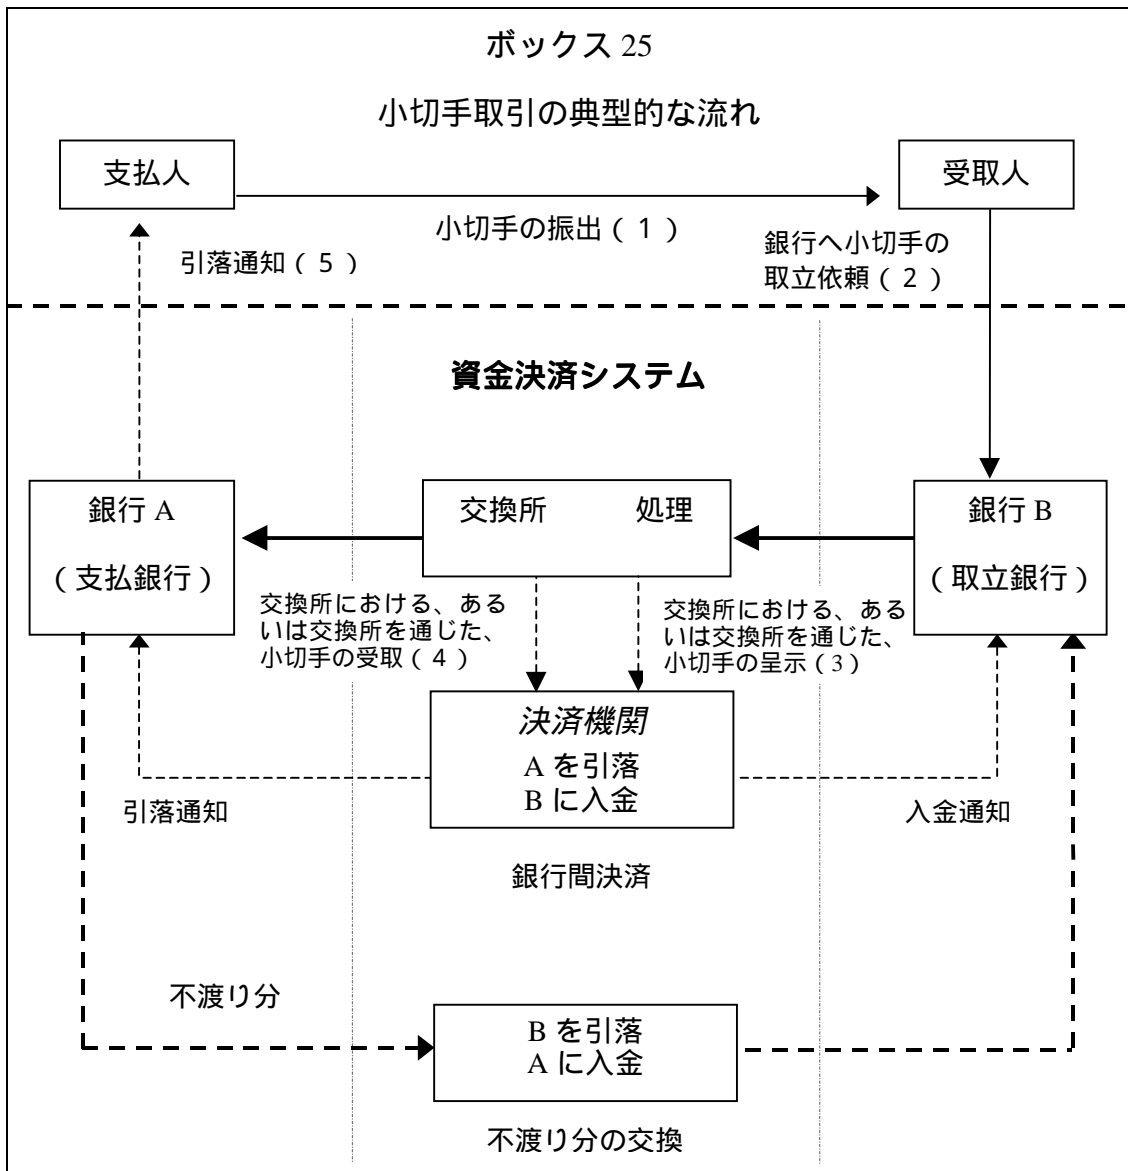 ボックス 25
小切手取引の典型的な流れ
支払人
受取人
小切手の振出（１）
引落通知（５）
銀行へ小切手の
取立依頼（２）
資金決済システム
銀行 A
（支払銀行）
交換所　　処理
銀行 B
（取立銀行）
交換所における、ある
いは交換所を通じた、
小切手の受取（４）
交換所における、ある
いは交換所を通じた、
小切手の呈示（3）
決済機関
A を引落
B に入金
引落通知
入金通知
銀行間決済
不渡り分
B を引落
A に入金
不渡り分の交換